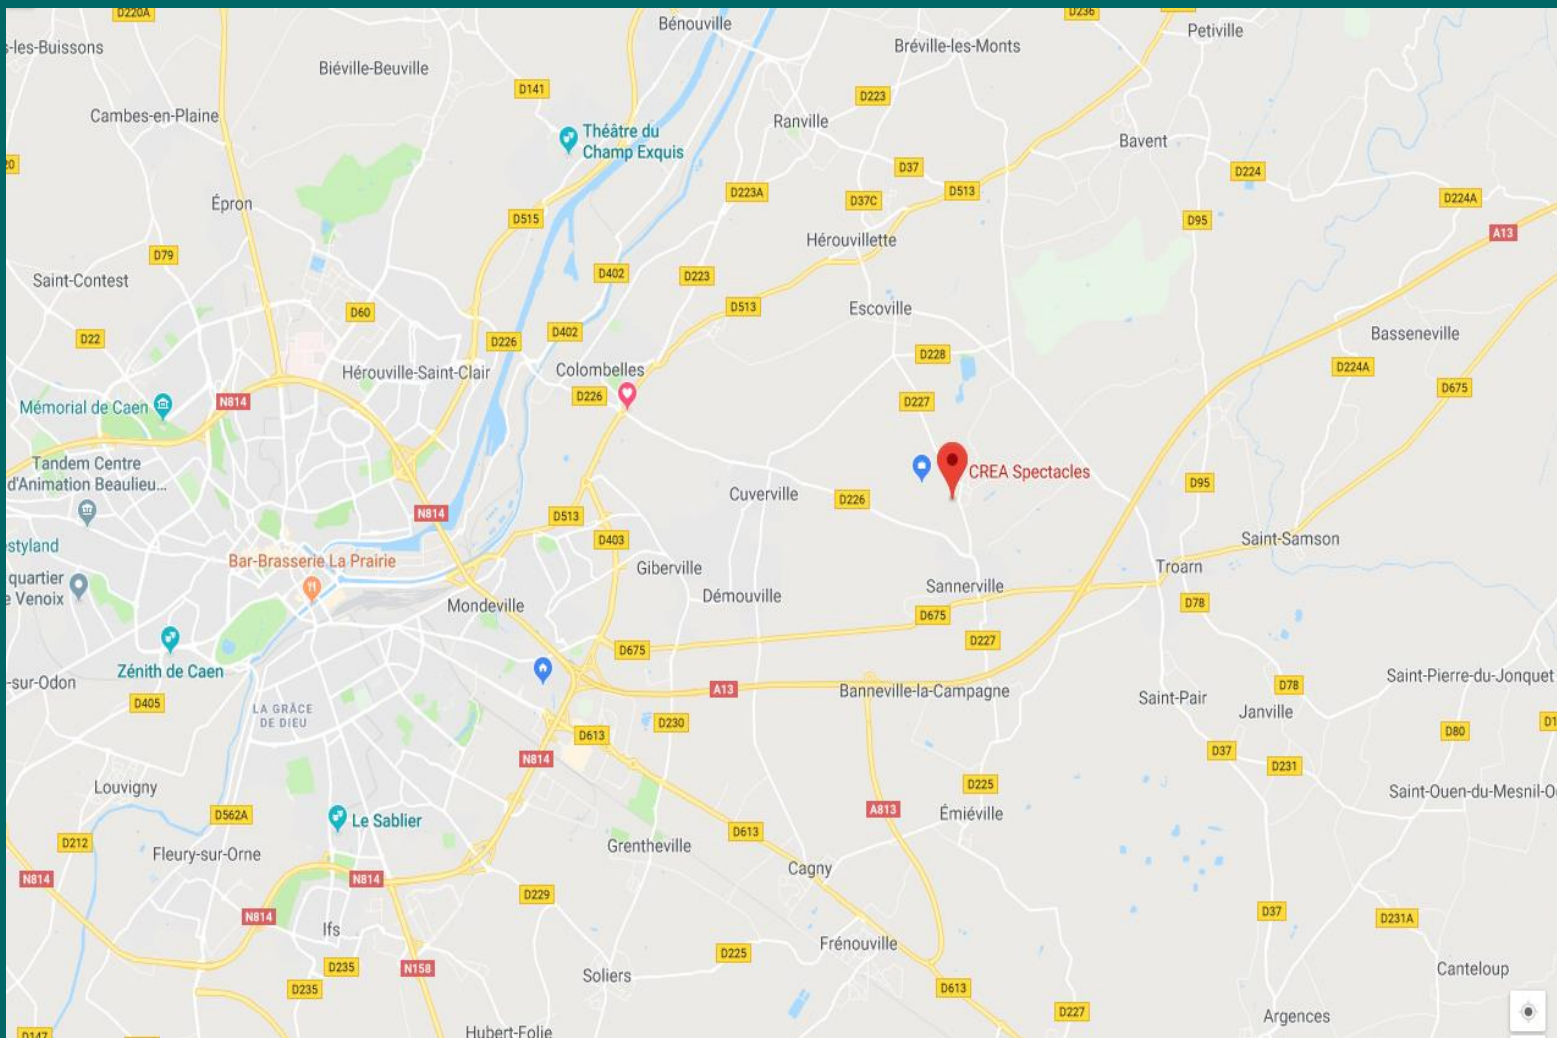 D220A
Bénouville
D236
Petiville
s-les-Buissons
Bréville-les-Monts
Biéville-Beuville
D141
D223
Cambes-en-Plaine
Ranville
Théâtre du
Champ Exquis
Bavent
20
D37
D224
D223A
D513
D37C
D224A
Épron
D515
D95
A13
Hérouvillette
D79
D402
D223
Saint-Contest
D513
Escoville
D60
D402
Basseneville
D22
D226
D228
Colombelles
D224A
Hérouville-Saint-Clair
D675
D226
N814
D227
Mémorial de Caen
Tandem Centre
d'Animation Beaulieu...
CREA Spectacles
D95
Cuverville
D226
N814
D513
D403
Saint-Samson
estyland
Bar-Brasserie La Prairie
Giberville
Troarn
quartier
e Venoix
Sannerville
Démouville
Mondeville
D78
D675
D227
D675
Zénith de Caen
-sur-Odon
Saint-Pierre-du-Jonquet
A13
Banneville-la-Campagne
D78
Saint-Pair
D405
LA GRÂCE
DE DIEU
Janville
D230
D1
D80
D613
D37
N814
D231
D225
Louvigny
Saint-Ouen-du-Mesnil-O
A813
Émiéville
D562A
Le Sablier
D613
D212
Grentheville
Fleury-sur-Orne
Cagny
N814
N814
D229
D37
N814
D231A
Ifs
Frénouville
D225
D235
N158
Canteloup
Soliers
D235
D613
D227
Argences
Hubert-Folie
D147